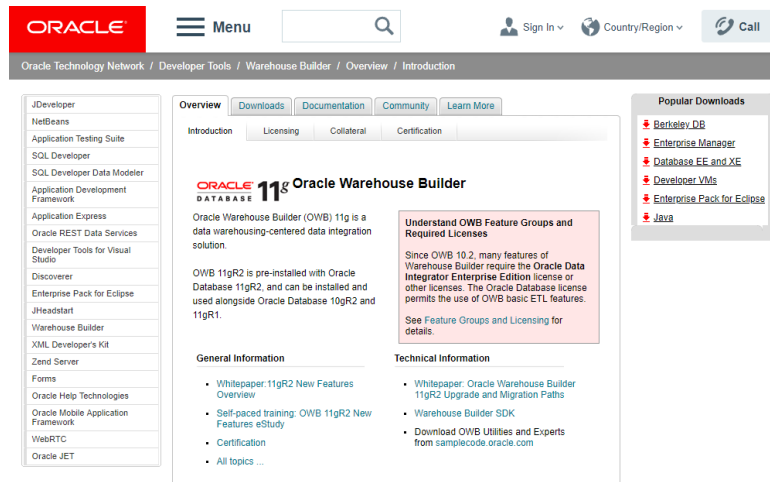 ORACLE
Menu
Sign In
Country/Region
Call
Oracle Technology Network / Developer Tools / Warehouse Builder / Overview / Introduction
JDeveloper
NetBeans
Application Testing Suite
SQL Developer
SQL Developer Data Modeler
Application Development
Framework
Application Express
Oracle REST Data Services
Developer Tools for Visual
Studio
Discoverer
Enterprise Pack for Eclipse
JHeadstart
Warehouse Builder
XML Developer's Kit
Zend Server
Forms
Oracle Help Technologies
Oracle Mobile Application
Framework
WebRTC
Oracle JET
Overview Downloads Documentation Community Learn More
Introduction Licensing Collateral Certification
ORACLE DATABASE 11g Oracle Warehouse Builder
Oracle Warehouse Builder (OWB) 11g is a
data warehousing-centered data integration
solution.
OWB 11gR2 is pre-installed with Oracle
Database 11gR2, and can be installed and
used alongside Oracle Database 10gR2 and
11gR1.
Understand OWB Feature Groups and
Required Licenses
Since OWB 10.2, many features of
Warehouse Builder require the Oracle Data
Integrator Enterprise Edition license or
other licenses. The Oracle Database license
permits the use of OWB basic ETL features.
See Feature Groups and Licensing for
details.
General Information
Whitepaper:11gR2 New Features
Overview
Self-paced training: OWB 11gR2 New
Features eStudy
Certification
All topics ...
Technical Information
Whitepaper: Oracle Warehouse Builder
11gR2 Upgrade and Migration Paths
Warehouse Builder SDK
Download OWB Utilities and Experts
from samplecode.oracle.com
Popular Downloads
Berkeley DB
Enterprise Manager
Database EE and XE
Developer VMs
Enterprise Pack for Eclipse
Java